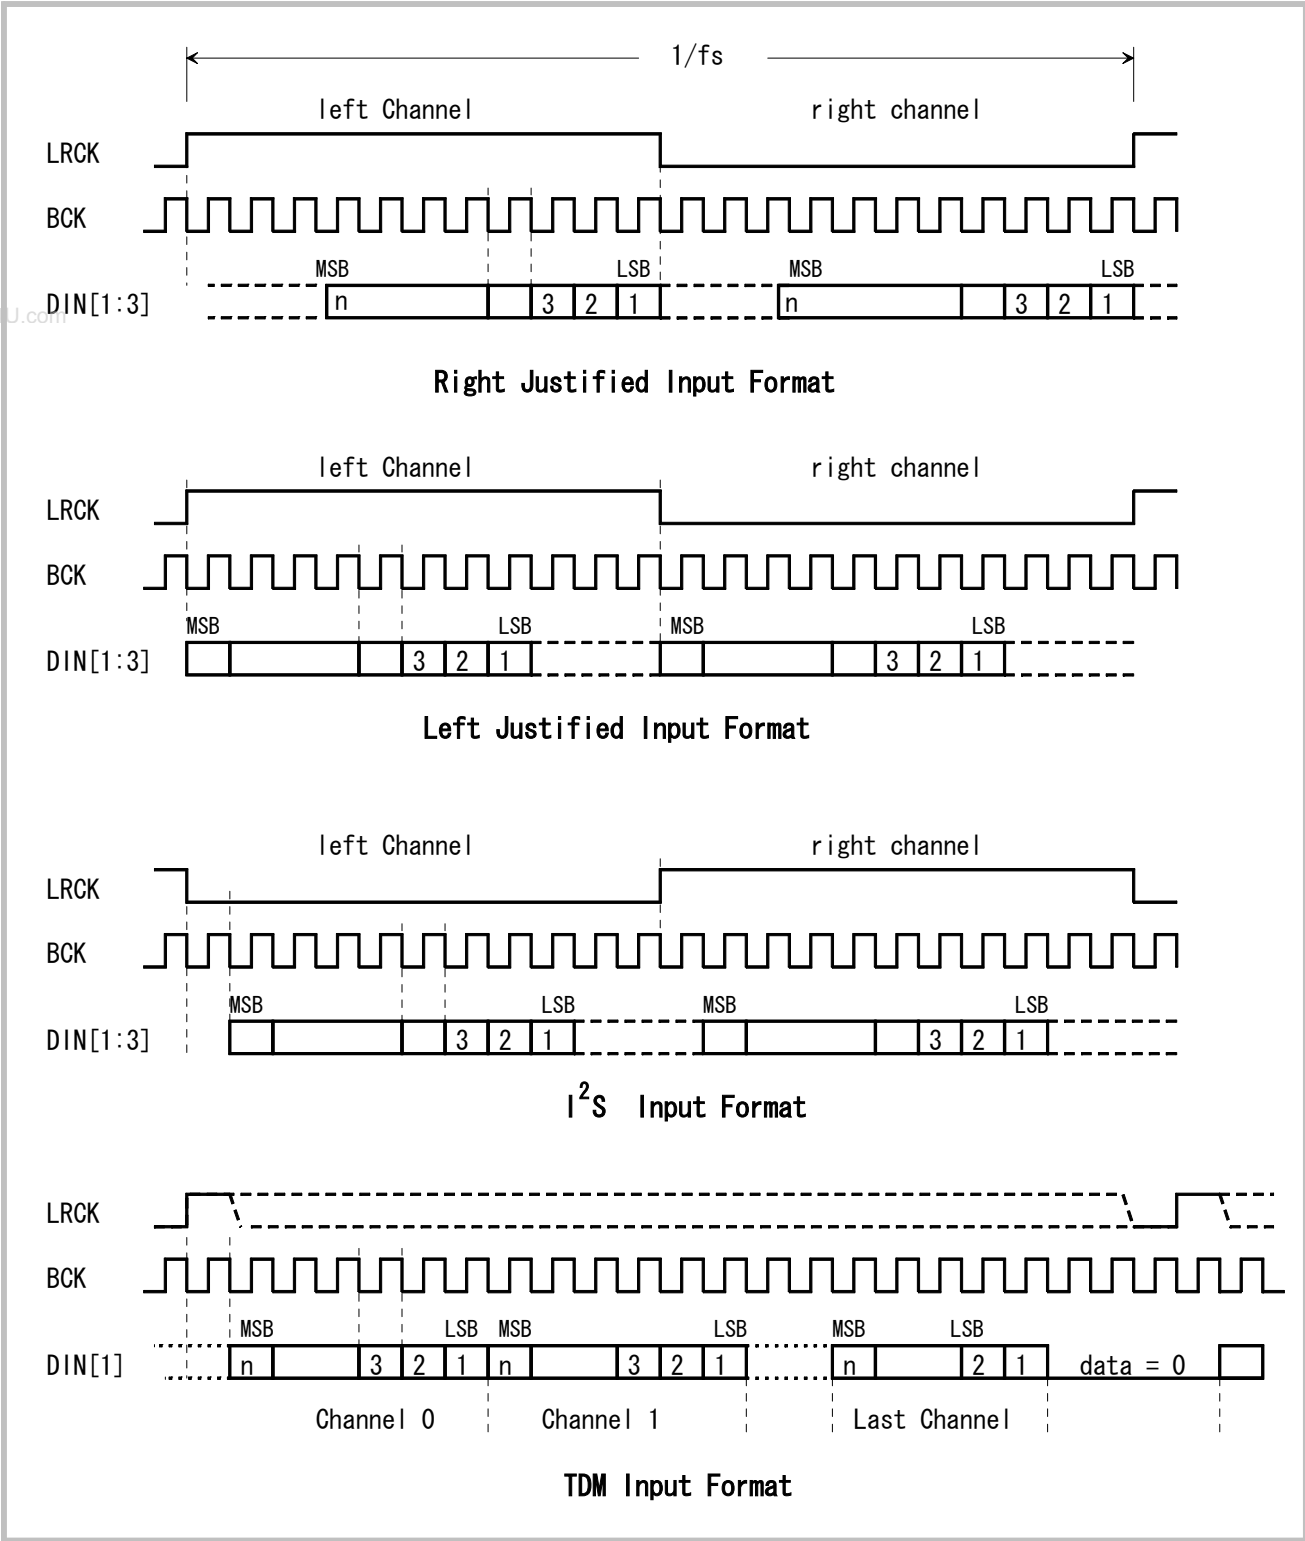 1/fs
left Channel right channel
LRCK
BCK
MSB LSB MSB LSB
DIN[1:3] n 3 2 1 n 3 2 1
U.com
Right Justified Input Format
left Channel right channel
LRCK
BCK
MSB LSB MSB LSB
DIN[1:3] 3 2 1 3 2 1
Left Justified Input Format
left Channel right channel
LRCK
BCK
MSB LSB MSB LSB
DIN[1:3] 3 2 1 3 2 1
I²S Input Format
LRCK
BCK
MSB LSB MSB LSB MSB LSB
DIN[1] n 3 2 1 n 3 2 1 n 2 1 data = 0
Channel 0 Channel 1 Last Channel
TDM Input Format